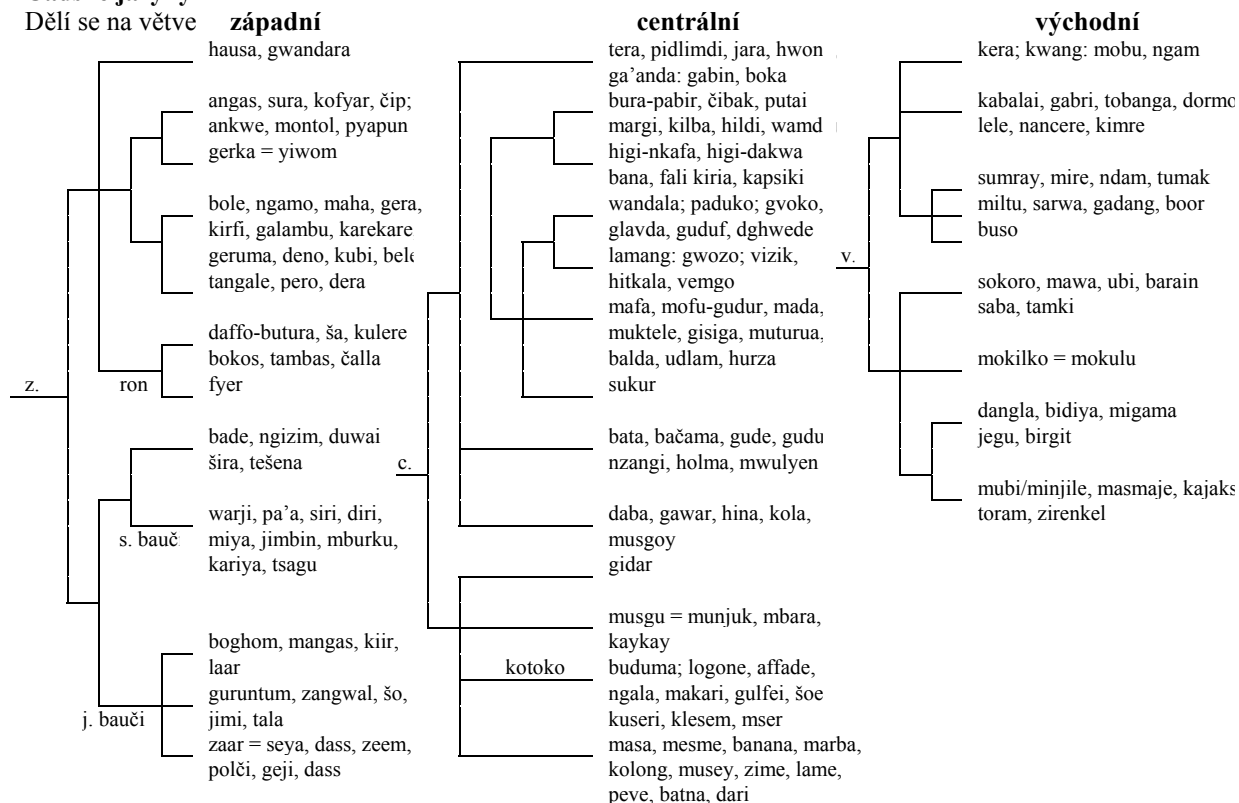 Dělí se na větve
západní
hausa, gwandara
angas, sura, kofyar, čip;
ankwe, montol, pyapun
gerka = yiwom
bole, ngamo, maha, gera,
kirfi, galambu, karekare
geruma, deno, kubi, bele
tangale, pero, dera
daffo-butura, ša, kulere
bokos, tambas, čalla
fyer
z.
ron
bade, ngizim, duwai
šira, tešena
warji, pa’a, siri, diri,
miya, jimbin, mburku,
kariya, tsagu
s. bauč
boghom, mangas, kiir,
laar
guruntum, zangwal, šo,
jimi, tala
zaar = seya, dass, zeem,
polči, geji, dass
j. bauči
centrální
tera, pidlimdi, jara, hwon
ga’anda: gabin, boka
bura-pabir, čibak, putai
margi, kilba, hildi, wamd
higi-nkafa, higi-dakwa
bana, fali kiria, kapsiki
wandala; paduko; gvoko,
glavda, guduf, dghwede
lamang: gwozo; vizik,
hitkala, vemgo
mafa, mofu-gudur, mada,
muktele, gisiga, muturua,
balda, udlam, hurza
sukur
bata, bačama, gude, gudu
nzangi, holma, mwulyen
c.
daba, gawar, hina, kola,
musgoy
gidar
musgu = munjuk, mbara,
kaykay
kotoko
buduma; logone, affade,
ngala, makari, gulfei, šoe
kuseri, klesem, mser
masa, mesme, banana, marba,
kolong, musey, zime, lame,
peve, batna, dari
východní
kera; kwang: mobu, ngam
kabalai, gabri, tobanga, dormo
lele, nancere, kimre
sumray, mire, ndam, tumak
miltu, sarwa, gadang, boor
buso
v.
sokoro, mawa, ubi, barain
saba, tamki
mokilko = mokulu
dangla, bidiya, migama
jegu, birgit
mubi/minjile, masmaje, kajaks
toram, zirenkel